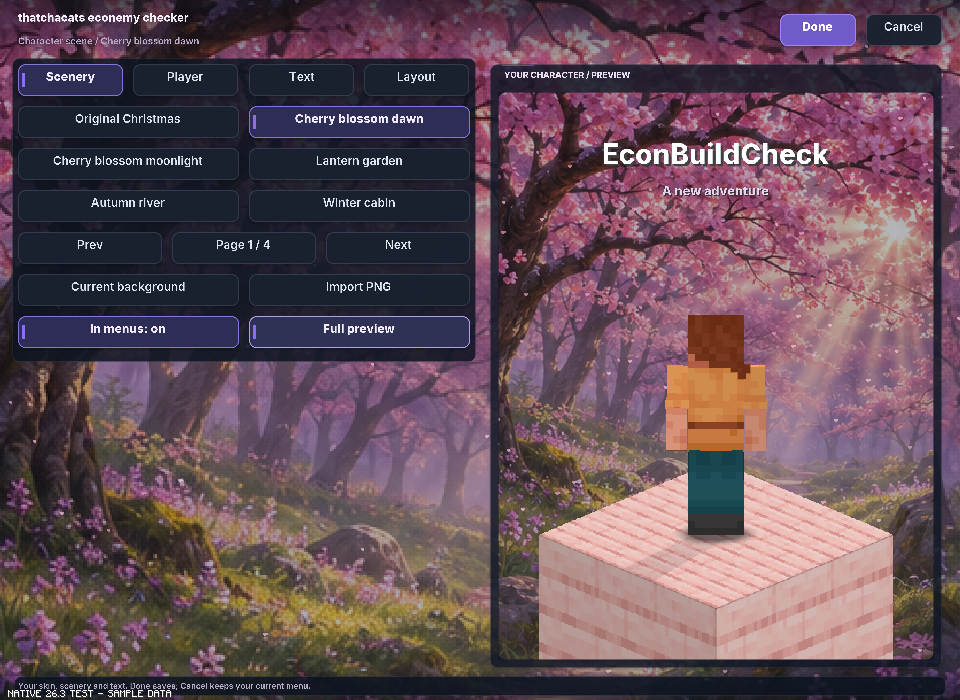 thatchacats economy checker
Done
Cancel
Character scene / Cherry blossom dawn
Scenery
Player
Text
Layout
YOUR CHARACTER / PREVIEW
Original Christmas
Cherry blossom dawn
Cherry blossom moonlight
Lantern garden
Autumn river
Winter cabin
Prev
Page 1 / 4
Next
Current background
Import PNG
In menus: on
Full preview
EconBuildCheck
A new adventure
Your skin, scenery and text. Done saves; Cancel keeps your current menu.
NATIVE 26.3 TEST - SAMPLE DATA